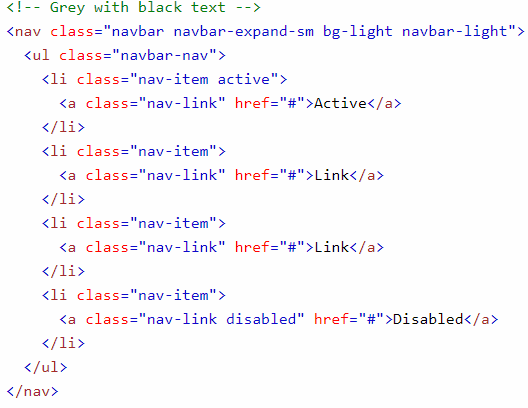 <!-- Grey with black text -->
<nav class="navbar navbar-expand-sm bg-light navbar-light">
  <ul class="navbar-nav">
    <li class="nav-item active">
      <a class="nav-link" href="#">Active</a>
    </li>
    <li class="nav-item">
      <a class="nav-link" href="#">Link</a>
    </li>
    <li class="nav-item">
      <a class="nav-link" href="#">Link</a>
    </li>
    <li class="nav-item">
      <a class="nav-link disabled" href="#">Disabled</a>
    </li>
  </ul>
</nav>